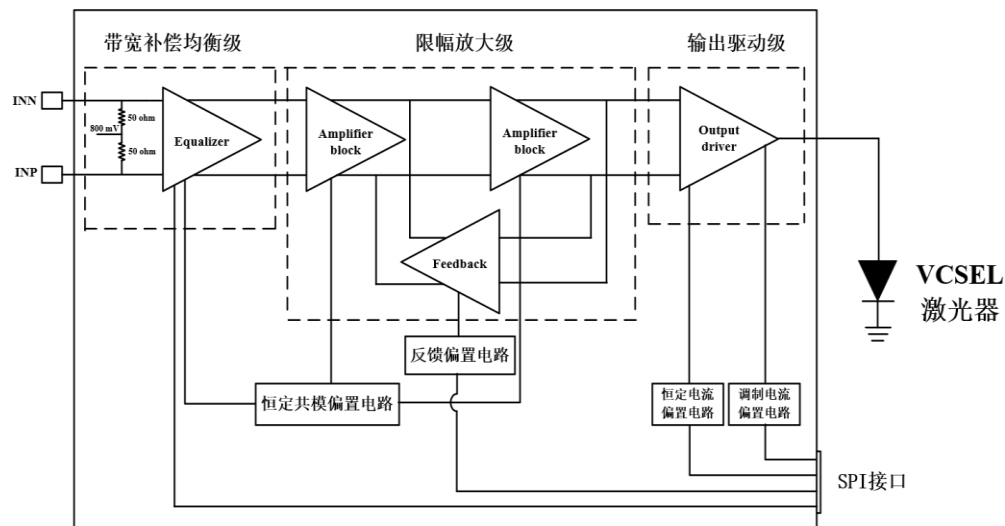 带宽补偿均衡级
限幅放大级
输出驱动级
INN
50 ohm
800 mV
50 ohm
INP
Equalizer
Amplifier
block
Amplifier
block
Output
driver
Feedback
VCSEL
激光器
反馈偏置电路
恒定共模偏置电路
恒定电流
偏置电路
调制电流
偏置电路
SPI接口